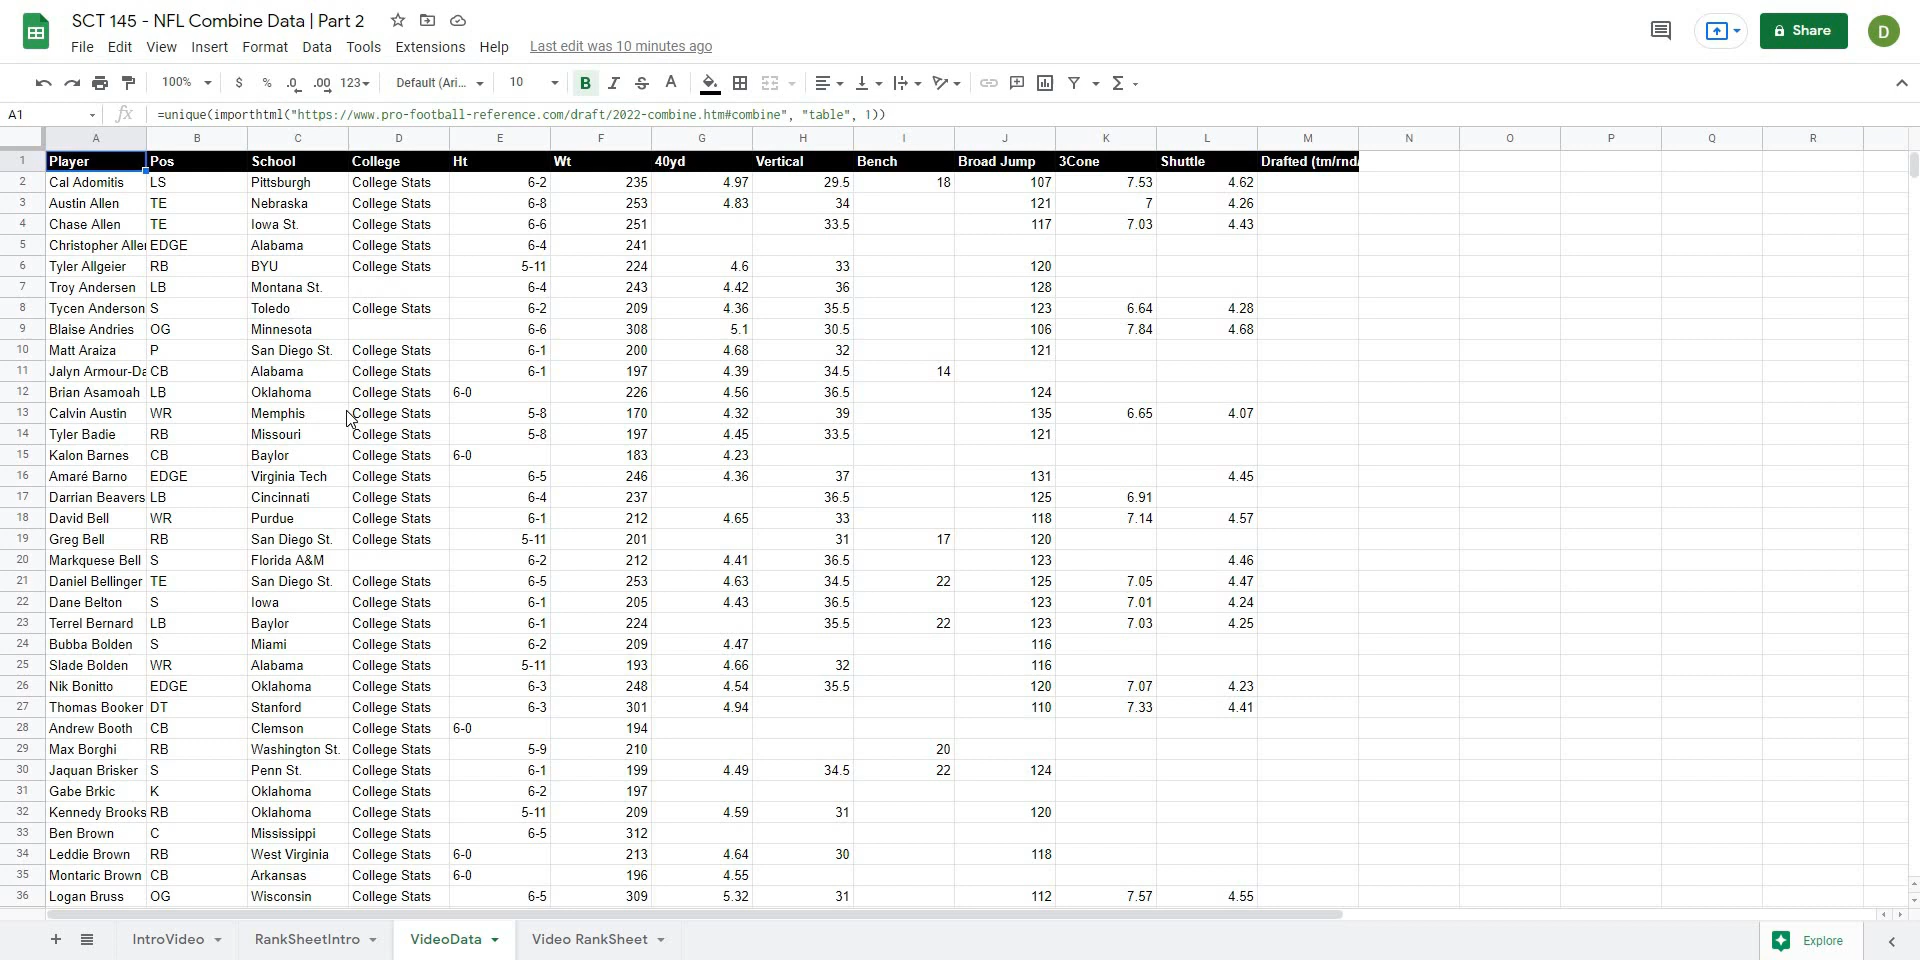 SCT 145 - NFL Combine Data | Part 2
Share
D
File Edit View Insert Format Data Tools Extensions Help Last edit was 10 minutes ago
100% $ % .0 .00 123 Default (Ari... 10 B I S A Σ
A1 fx =unique(importhtml("https://www.pro-football-reference.com/draft/2022-combine.htm#combine", "table", 1))
A B C D E F G H I J K L M N O P Q R
1 Player Pos School College Ht Wt 40yd Vertical Bench Broad Jump 3Cone Shuttle Drafted (tm/rnd/
2 Cal Adomitis LS Pittsburgh College Stats 6-2 235 4.97 29.5 18 107 7.53 4.62
3 Austin Allen TE Nebraska College Stats 6-8 253 4.83 34 121 7 4.26
4 Chase Allen TE Iowa St. College Stats 6-6 251 33.5 117 7.03 4.43
5 Christopher Aller EDGE Alabama College Stats 6-4 241
6 Tyler Allgeier RB BYU College Stats 5-11 224 4.6 33 120
7 Troy Andersen LB Montana St. 6-4 243 4.42 36 128
8 Tycen Anderson S Toledo College Stats 6-2 209 4.36 35.5 123 6.64 4.28
9 Blaise Andries OG Minnesota 6-6 308 5.1 30.5 106 7.84 4.68
10 Matt Araiza P San Diego St. College Stats 6-1 200 4.68 32 121
11 Jalyn Armour-Da CB Alabama College Stats 6-1 197 4.39 34.5 14
12 Brian Asamoah LB Oklahoma College Stats 6-0 226 4.56 36.5 124
13 Calvin Austin WR Memphis College Stats 5-8 170 4.32 39 135 6.65 4.07
14 Tyler Badie RB Missouri College Stats 5-8 197 4.45 33.5 121
15 Kalon Barnes CB Baylor College Stats 6-0 183 4.23
16 Amaré Barno EDGE Virginia Tech College Stats 6-5 246 4.36 37 131 4.45
17 Darrian Beavers LB Cincinnati College Stats 6-4 237 36.5 125 6.91
18 David Bell WR Purdue College Stats 6-1 212 4.65 33 118 7.14 4.57
19 Greg Bell RB San Diego St. College Stats 5-11 201 31 17 120
20 Markquese Bell S Florida A&M 6-2 212 4.41 36.5 123 4.46
21 Daniel Bellinger TE San Diego St. College Stats 6-5 253 4.63 34.5 22 125 7.05 4.47
22 Dane Belton S Iowa College Stats 6-1 205 4.43 36.5 123 7.01 4.24
23 Terrel Bernard LB Baylor College Stats 6-1 224 35.5 22 123 7.03 4.25
24 Bubba Bolden S Miami College Stats 6-2 209 4.47 116
25 Slade Bolden WR Alabama College Stats 5-11 193 4.66 32 116
26 Nik Bonitto EDGE Oklahoma College Stats 6-3 248 4.54 35.5 120 7.07 4.23
27 Thomas Booker DT Stanford College Stats 6-3 301 4.94 110 7.33 4.41
28 Andrew Booth CB Clemson College Stats 6-0 194
29 Max Borghi RB Washington St. College Stats 5-9 210 20
30 Jaquan Brisker S Penn St. College Stats 6-1 199 4.49 34.5 22 124
31 Gabe Brkic K Oklahoma College Stats 6-2 197
32 Kennedy Brooks RB Oklahoma College Stats 5-11 209 4.59 31 120
33 Ben Brown C Mississippi College Stats 6-5 312
34 Leddie Brown RB West Virginia College Stats 6-0 213 4.64 30 118
35 Montaric Brown CB Arkansas College Stats 6-0 196 4.55
36 Logan Bruss OG Wisconsin College Stats 6-5 309 5.32 31 112 7.57 4.55
IntroVideo RankSheetIntro VideoData Video RankSheet Explore